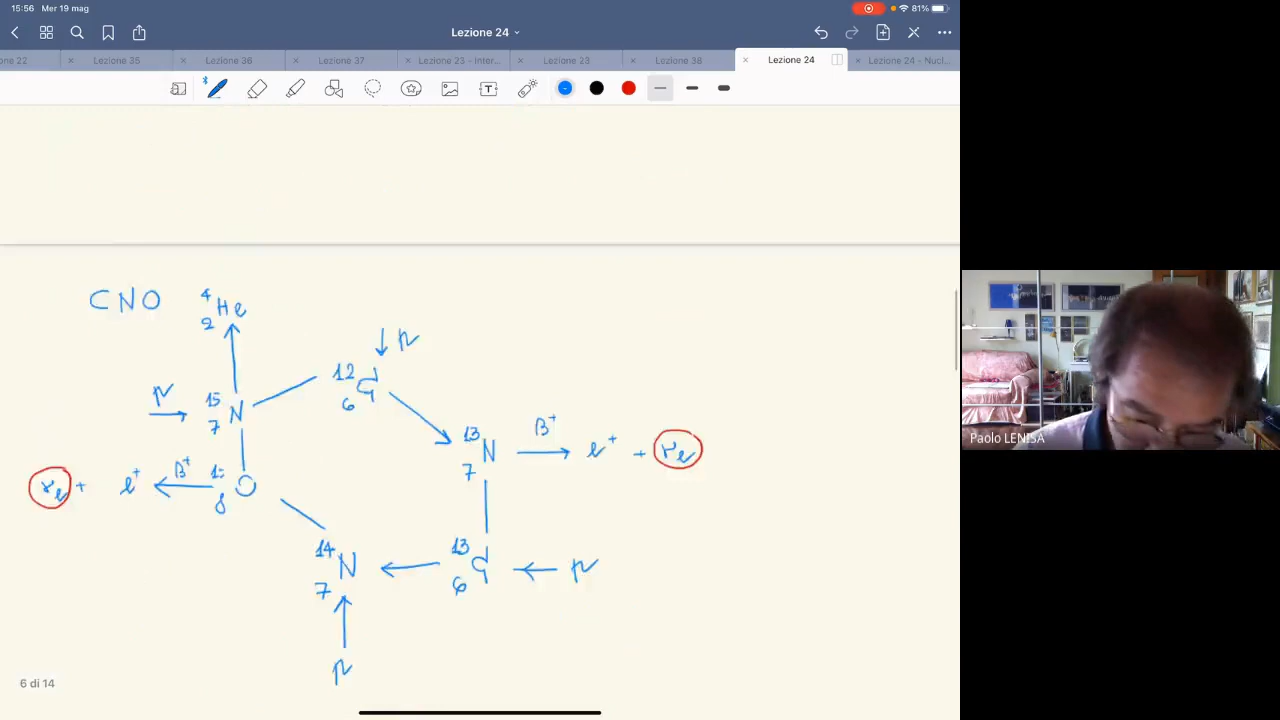 15:56 Mer 19 mag
81%
Lezione 24
ne 22
Lezione 35
Lezione 36
Lezione 37
Lezione 23 - Inter...
Lezione 23
Lezione 38
Lezione 24
Lezione 24 - Nucl...
CNO
4 2 He
p
12 6 C
p
15 7 N
13 7 N
β+
e+ + νe
νe + e+
β+
8 O
14 7 N
13 6 C
p
p
6 di 14
Paolo LENISA